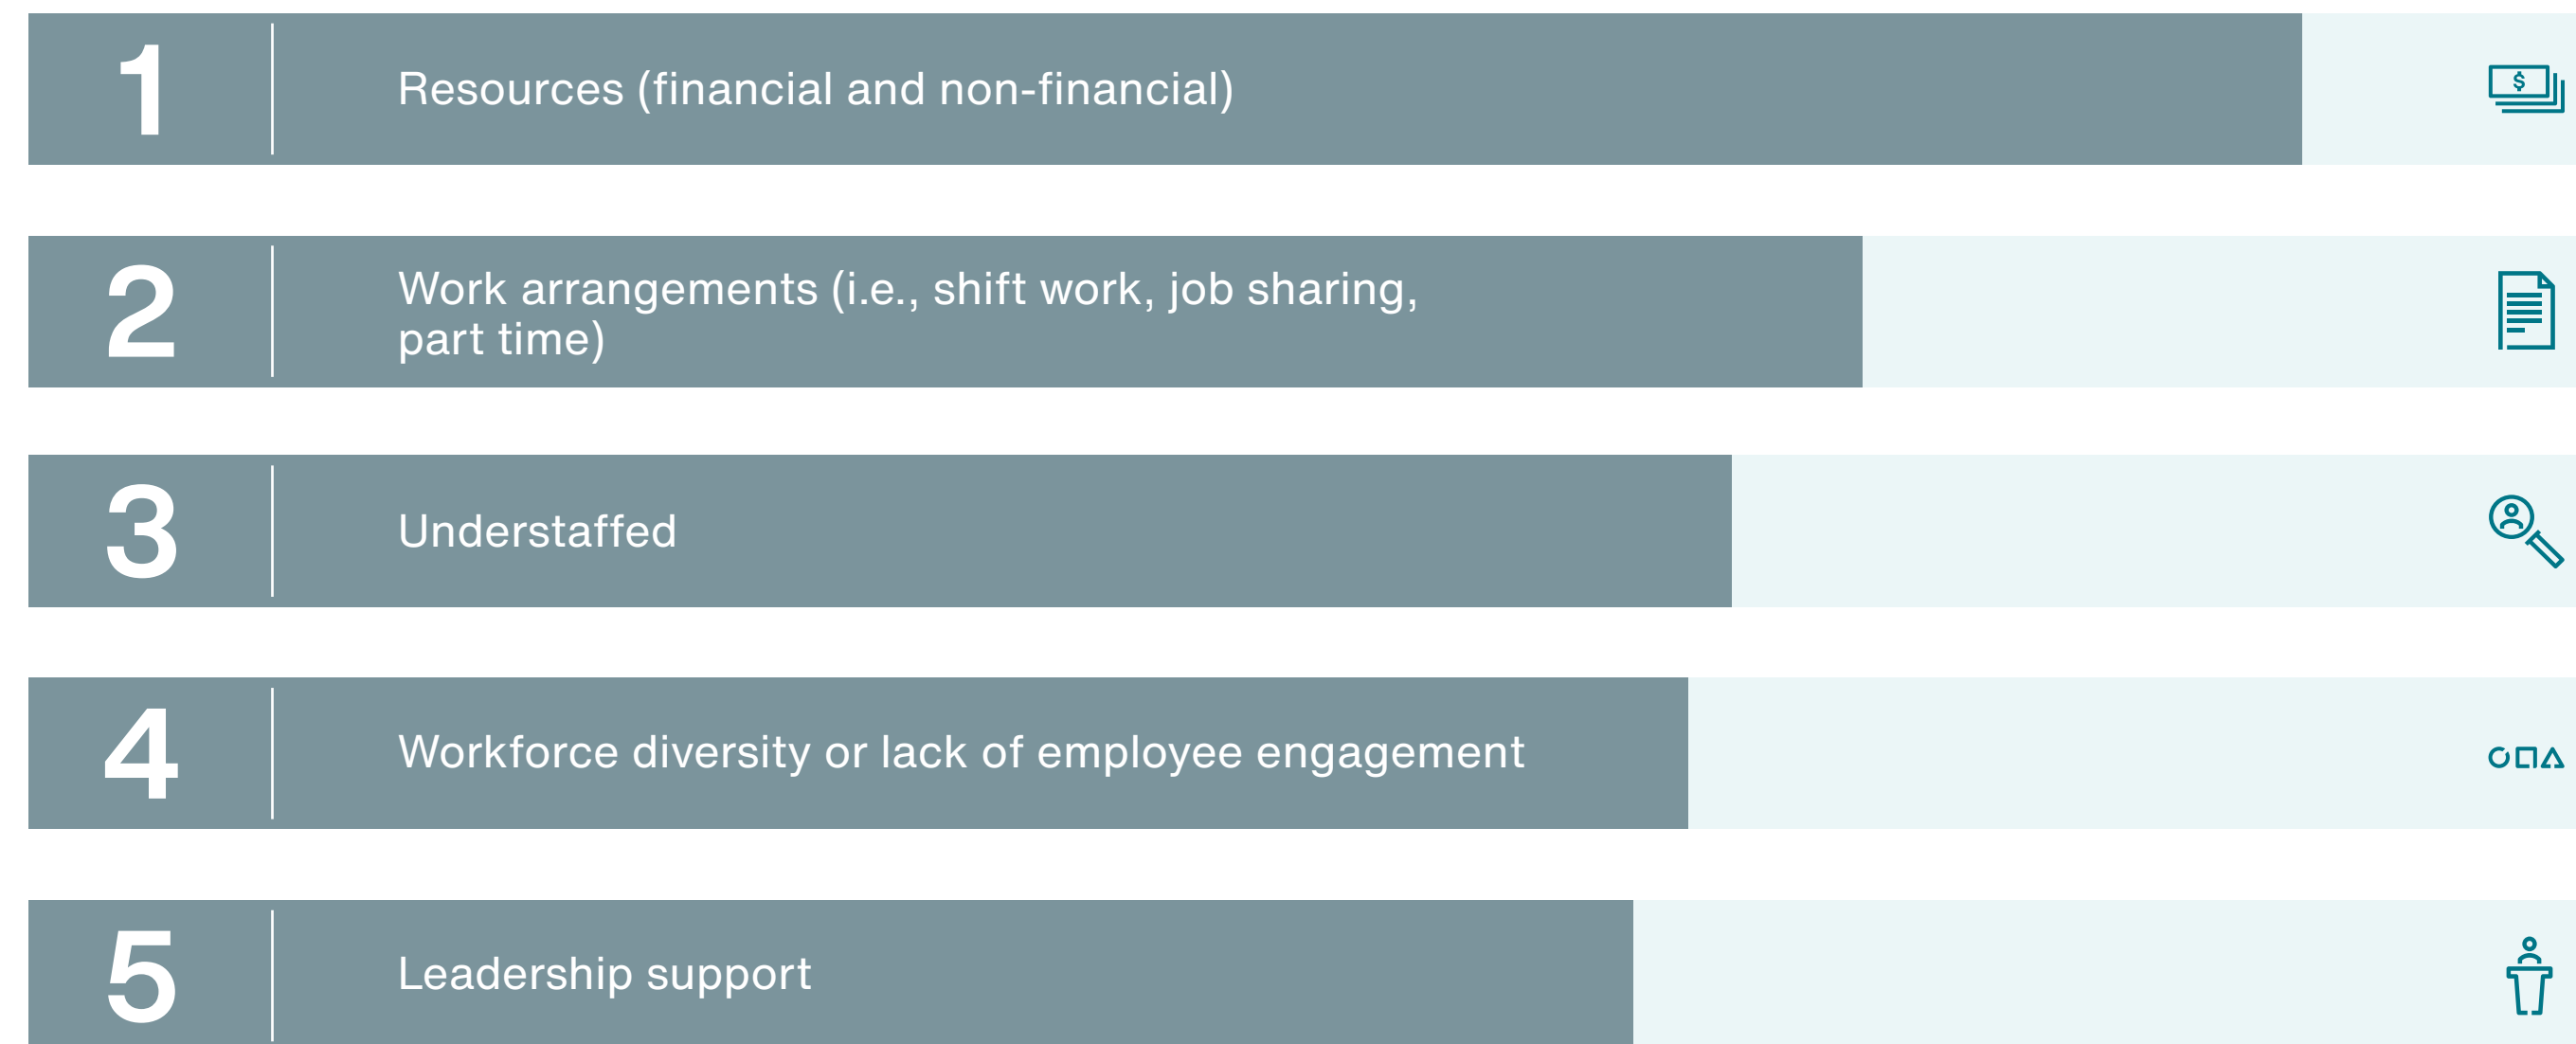 1
Resources (financial and non-financial)
$
2
Work arrangements (i.e., shift work, job sharing,
part time)
3
Understaffed
4
Workforce diversity or lack of employee engagement
5
Leadership support